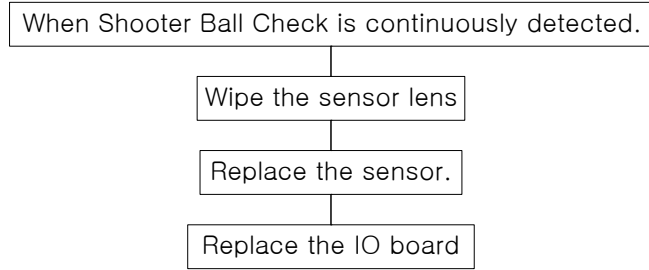 When Shooter Ball Check is continuously detected.
Wipe the sensor lens
Replace the sensor.
Replace the IO board